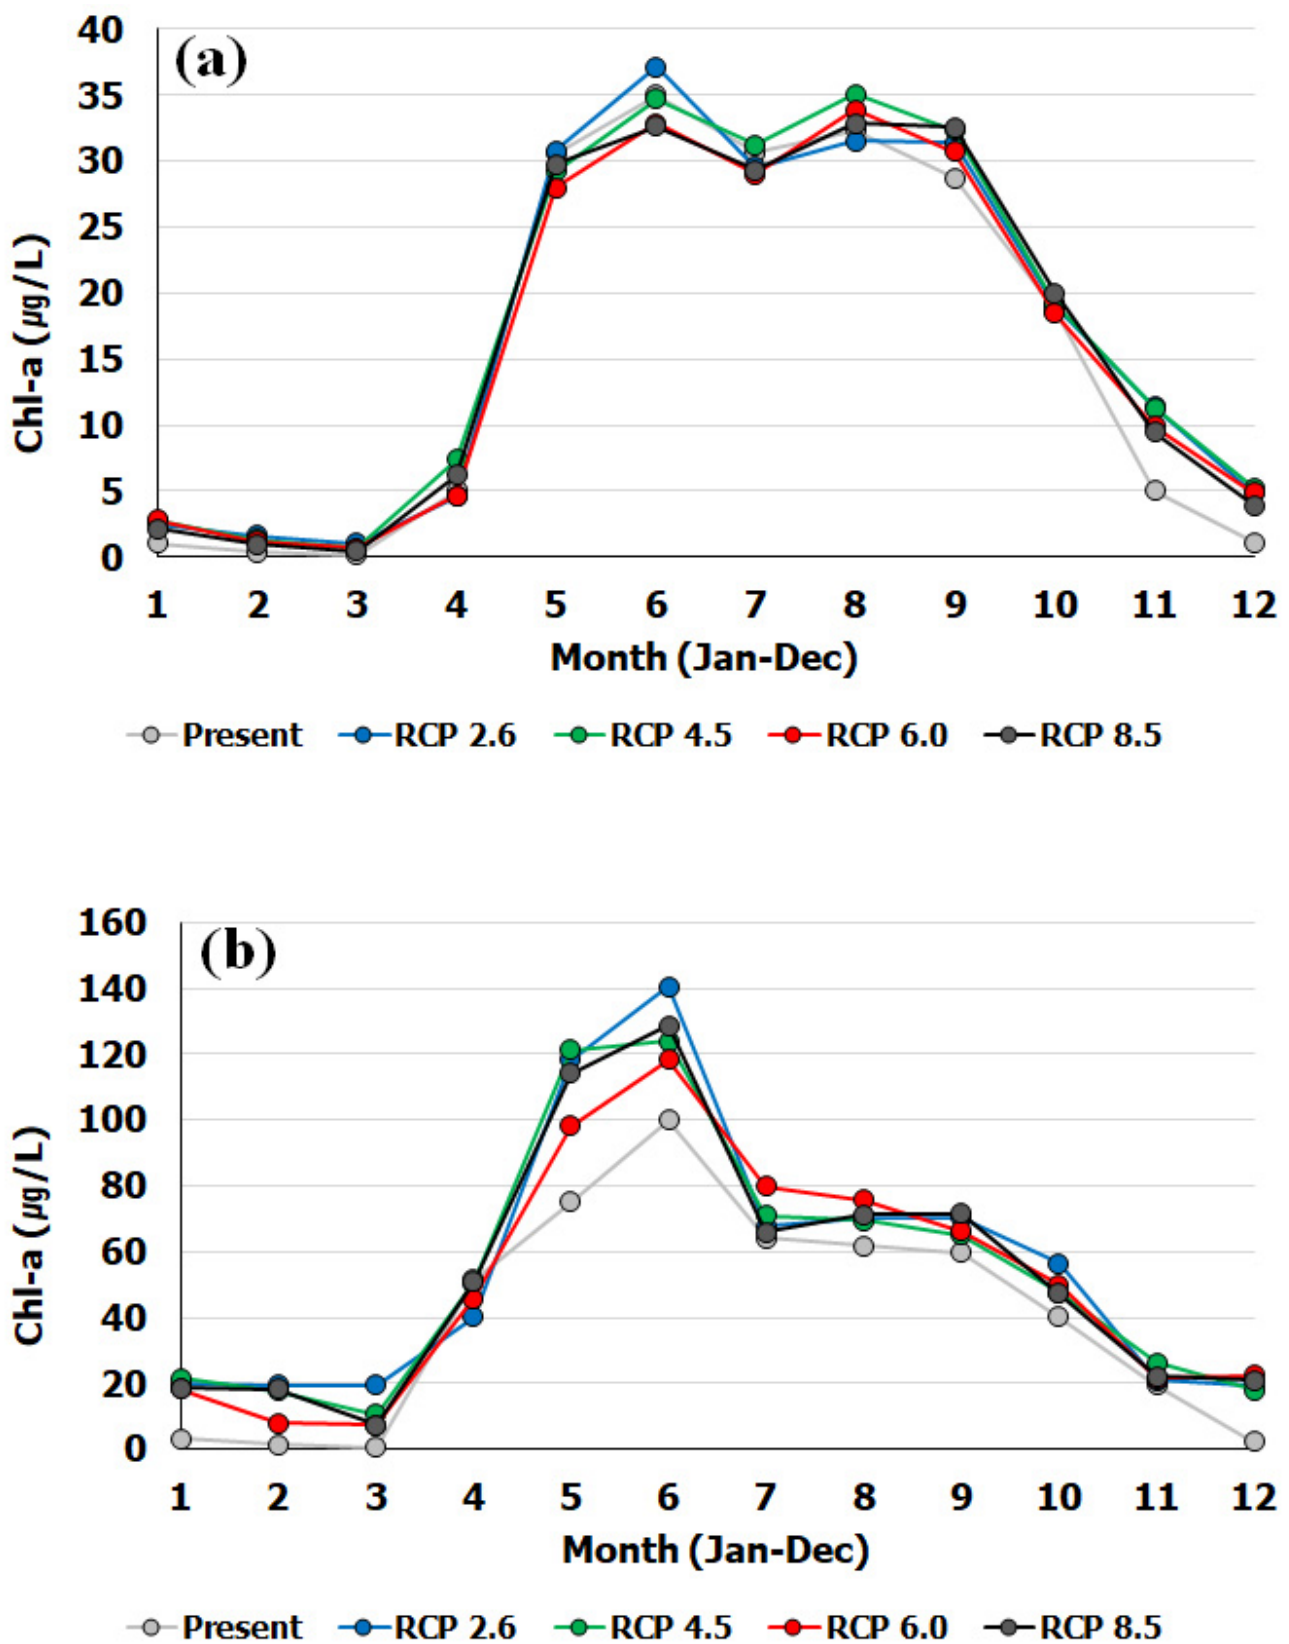 (a)
40
35
30
25
20
15
10
5
0
Chl-a (㎍/L)
1 2 3 4 5 6 7 8 9 10 11 12
Month (Jan-Dec)
Present RCP 2.6 RCP 4.5 RCP 6.0 RCP 8.5
(b)
160
140
120
100
80
60
40
20
0
Chl-a (㎍/L)
1 2 3 4 5 6 7 8 9 10 11 12
Month (Jan-Dec)
Present RCP 2.6 RCP 4.5 RCP 6.0 RCP 8.5